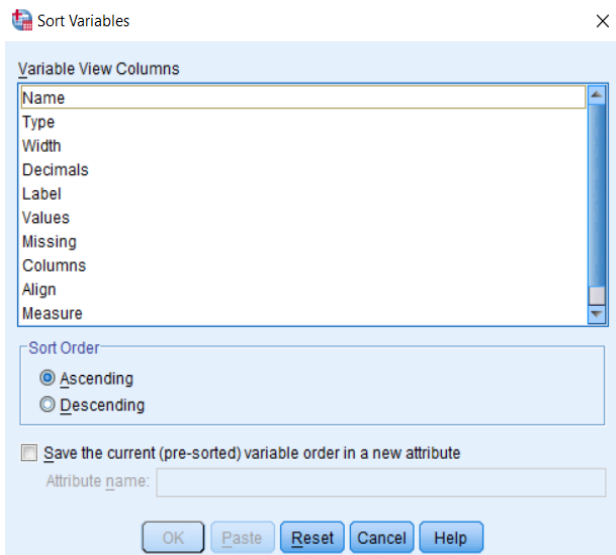 Sort Variables
Variable View Columns
Name
Type
Width
Decimals
Label
Values
Missing
Columns
Align
Measure
Sort Order
Ascending
Descending
Save the current (pre-sorted) variable order in a new attribute
Attribute name:
OK Paste Reset Cancel Help